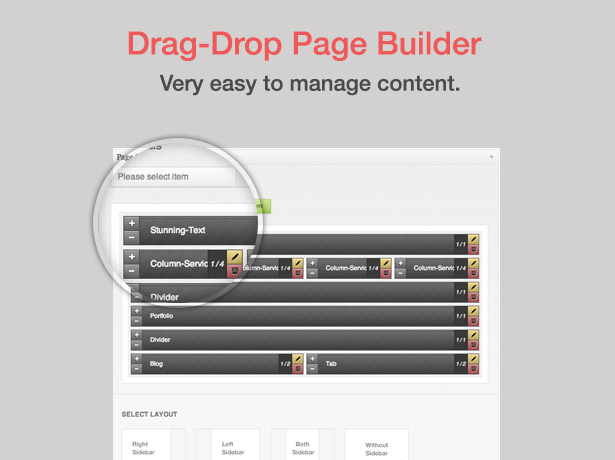 Drag-Drop Page Builder
Very easy to manage content.
Page
Please select item
+ Stunning-Text 1/1
−
+ Column-Servic 1/4 olumn-Servic 1/4 + Column-Servic 1/4 + Column-Servic 1/4
− − −
Divider 1/1
+ Portfolio 1/1
−
+ Divider 1/1
−
+ Blog 1/2 + Tab 1/2
− −
SELECT LAYOUT
Right Sidebar
Left Sidebar
Both Sidebar
Without Sidebar